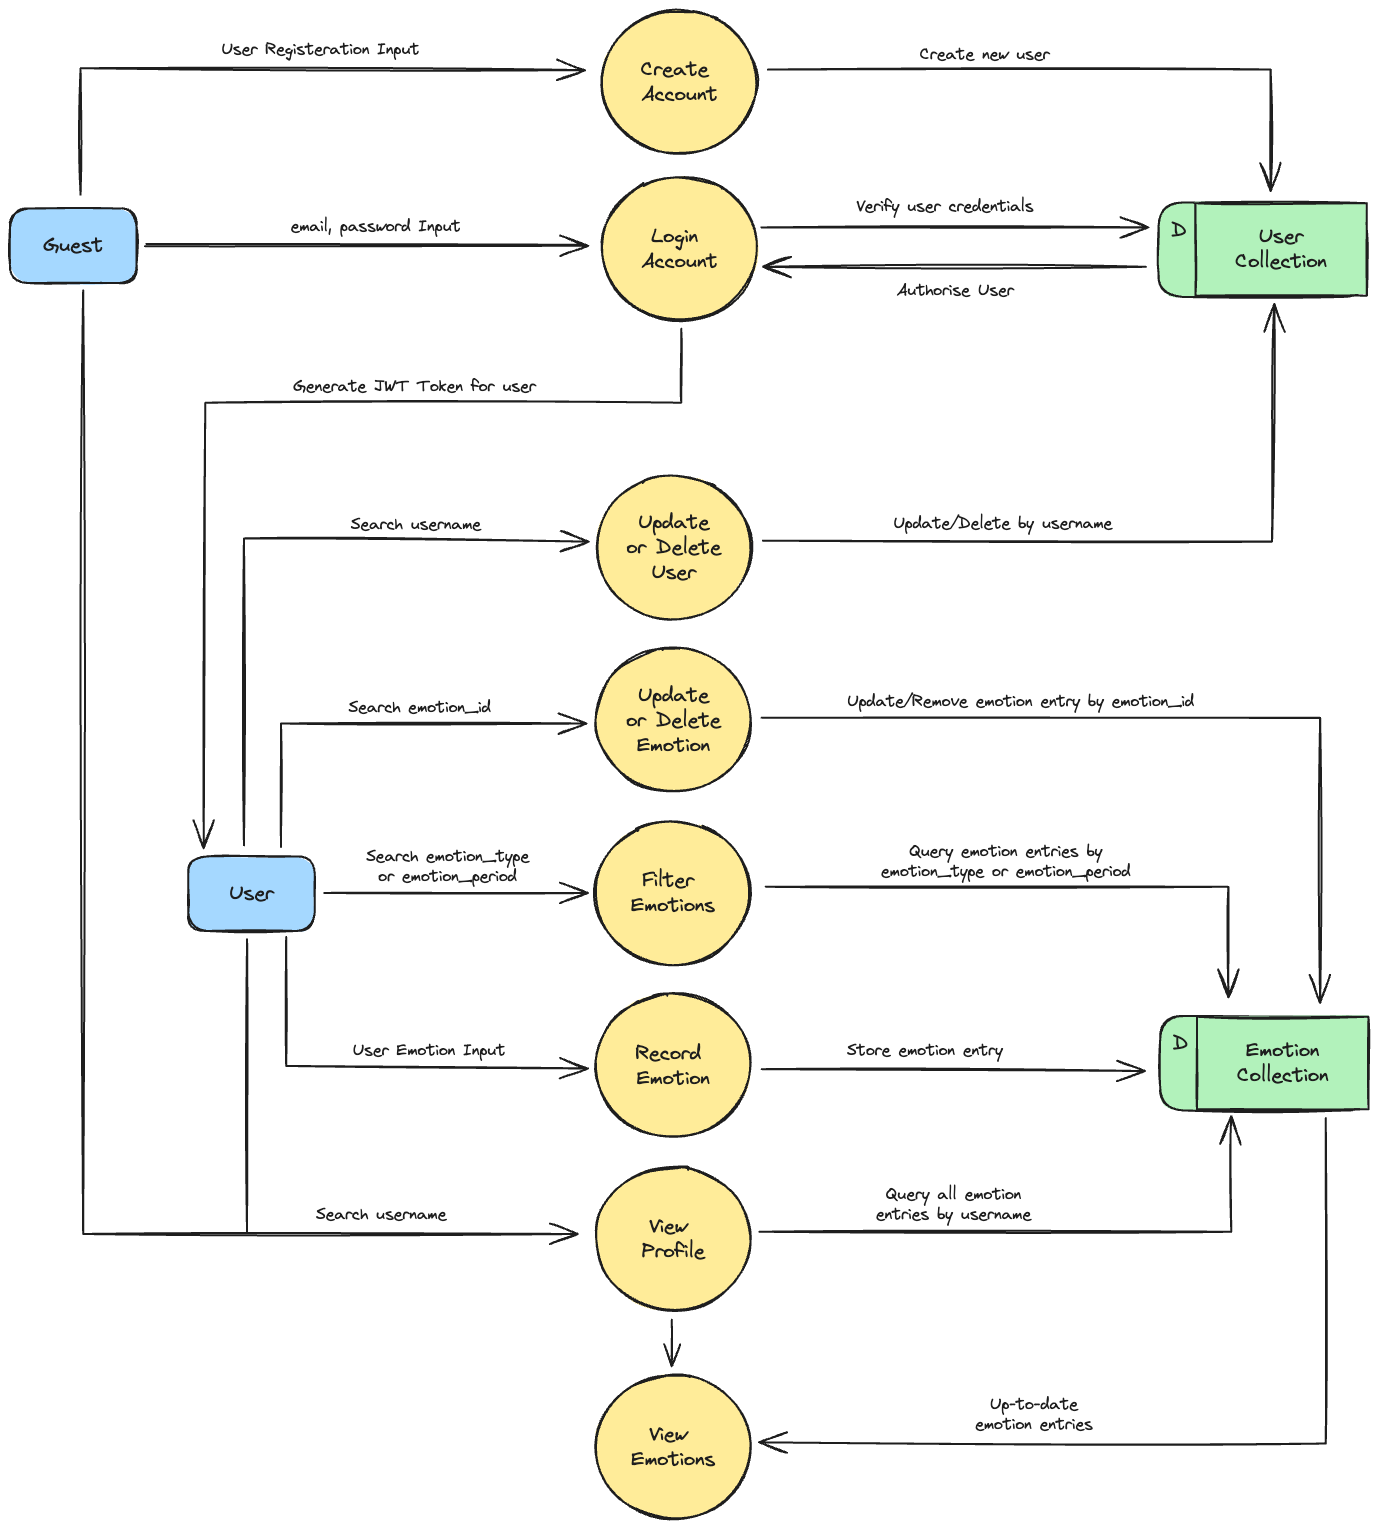 User Registeration Input
Create
Account
Create new user
Guest
email, password Input
Login
Account
Verify user credentials
Authorise User
D
User
Collection
Generate JWT Token for user
Search username
Update
or Delete
User
Update/Delete by username
Search emotion_id
Update
or Delete
Emotion
Update/Remove emotion entry by emotion_id
User
Search emotion_type
or emotion_period
Filter
Emotions
Query emotion entries by
emotion_type or emotion_period
User Emotion Input
Record
Emotion
Store emotion entry
D
Emotion
Collection
Search username
View
Profile
Query all emotion
entries by username
View
Emotions
Up-to-date
emotion entries